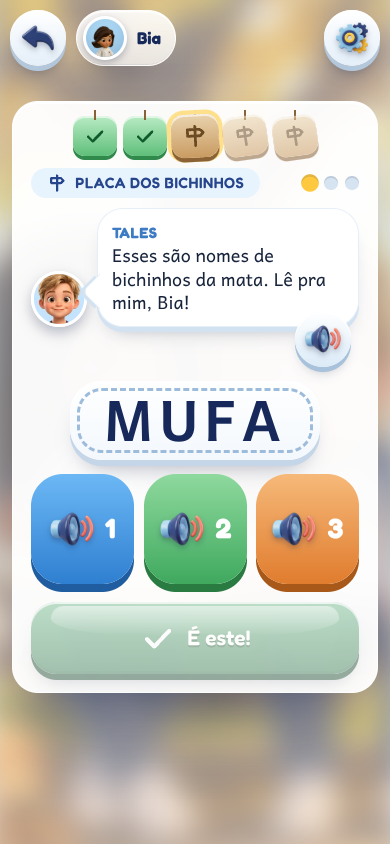 Bia
PLACA DOS BICHINHOS
TALES
Esses são nomes de
bichinhos da mata. Lê pra
mim, Bia!
MUFA
1
2
3
É este!